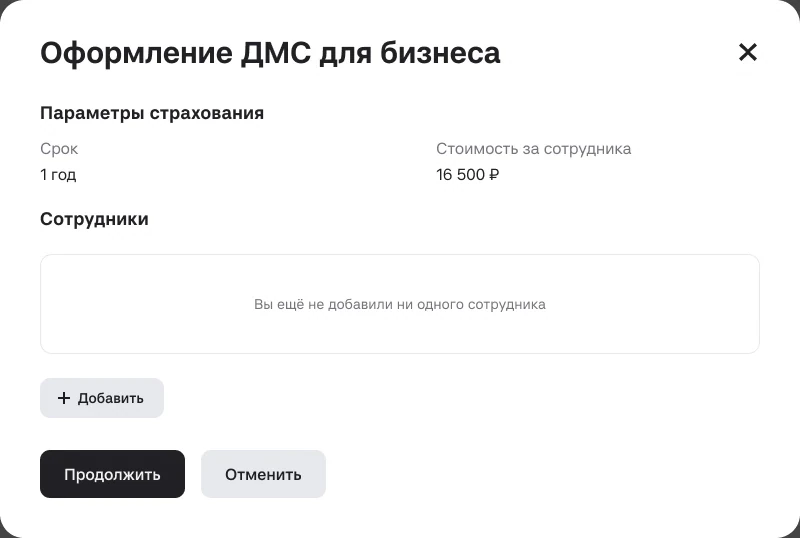 Оформление ДМС для бизнеса
Параметры страхования
Срок
Стоимость за сотрудника
1 год
16 500 ₽
Сотрудники
Вы ещё не добавили ни одного сотрудника
Добавить
Продолжить
Отменить